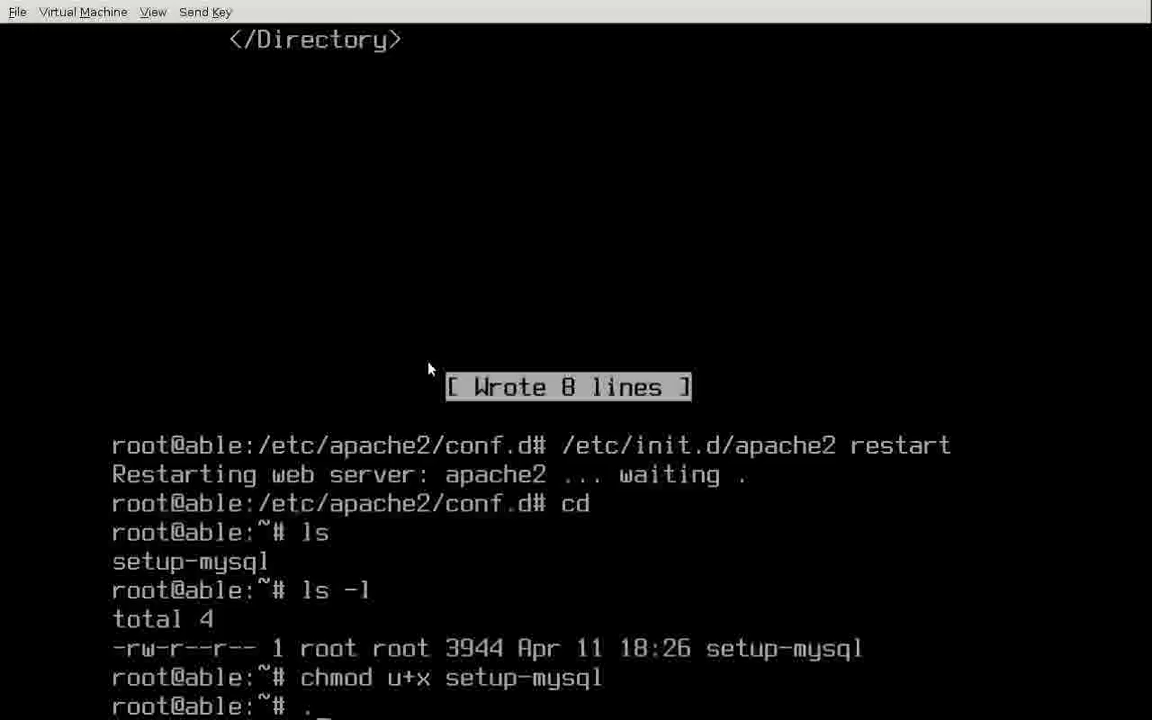 File Virtual Machine View Send Key
</Directory>
[ Wrote 8 lines ]
root@able:/etc/apache2/conf.d# /etc/init.d/apache2 restart
Restarting web server: apache2 ... waiting .
root@able:/etc/apache2/conf.d# cd
root@able:~# ls
setup-mysql
root@able:~# ls -l
total 4
-rw-r--r-- 1 root root 3944 Apr 11 18:26 setup-mysql
root@able:~# chmod u+x setup-mysql
root@able:~# ._